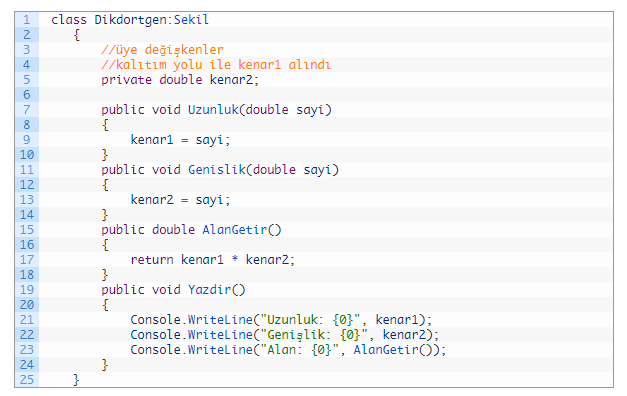 1 class Dikdortgen:Sekil
2 {
3 //üye değişkenler
4 //kalıtım yolu ile kenar1 alındı
5 private double kenar2;
6
7 public void Uzunluk(double sayi)
8 {
9 kenar1 = sayi;
10 }
11 public void Genislik(double sayi)
12 {
13 kenar2 = sayi;
14 }
15 public double AlanGetir()
16 {
17 return kenar1 * kenar2;
18 }
19 public void Yazdir()
20 {
21 Console.WriteLine("Uzunluk: {0}", kenar1);
22 Console.WriteLine("Genişlik: {0}", kenar2);
23 Console.WriteLine("Alan: {0}", AlanGetir());
24 }
25 }